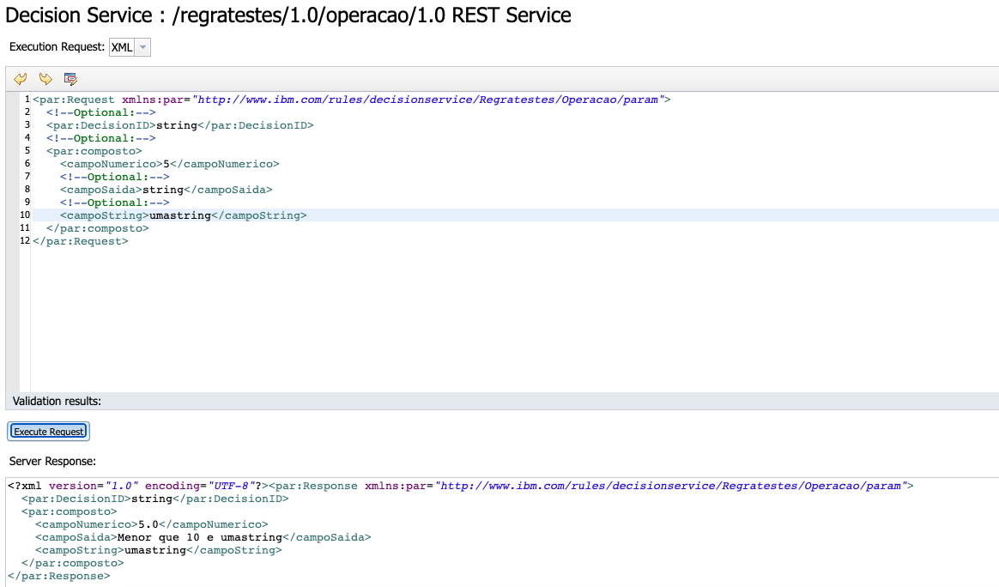 Decision Service : /regratestes/1.0/operacao/1.0 REST Service
Execution Request: XML
1 <par:Request xmlns:par="http://www.ibm.com/rules/decisionservice/Regratestes/Operacao/param">
2 <!--Optional:-->
3 <par:DecisionID>string</par:DecisionID>
4 <!--Optional:-->
5 <par:composto>
6 <campoNumerico>5</campoNumerico>
7 <!--Optional:-->
8 <campoSaida>string</campoSaida>
9 <!--Optional:-->
10 <campoString>umastring</campoString>
11 </par:composto>
12 </par:Request>
Validation results:
Execute Request
Server Response:
<?xml version="1.0" encoding="UTF-8"?><par:Response xmlns:par="http://www.ibm.com/rules/decisionservice/Regratestes/Operacao/param">
<par:DecisionID>string</par:DecisionID>
<par:composto>
<campoNumerico>5.0</campoNumerico>
<campoSaida>Menor que 10 e umastring</campoSaida>
<campoString>umastring</campoString>
</par:composto>
</par:Response>